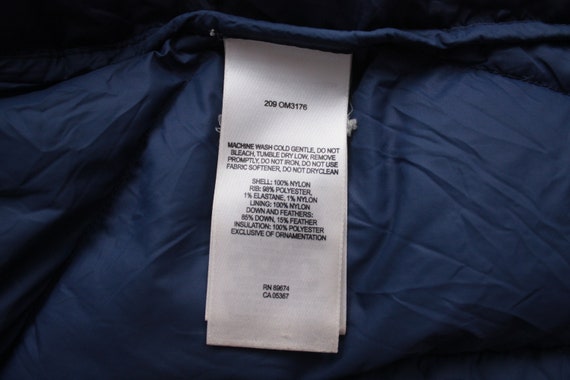 209 OM3176
MACHINE WASH COLD GENTLE, DO NOT
BLEACH, TUMBLE DRY LOW, REMOVE
PROMPTLY, DO NOT IRON, DO NOT USE
FABRIC SOFTENER, DO NOT DRYCLEAN
SHELL: 100% NYLON
RIB: 98% POLYESTER,
1% ELASTANE, 1% NYLON
LINING: 100% NYLON
DOWN AND FEATHERS:
85% DOWN, 15% FEATHER
INSULATION: 100% POLYESTER
EXCLUSIVE OF ORNAMENTATION
RN 69674
CA 05367